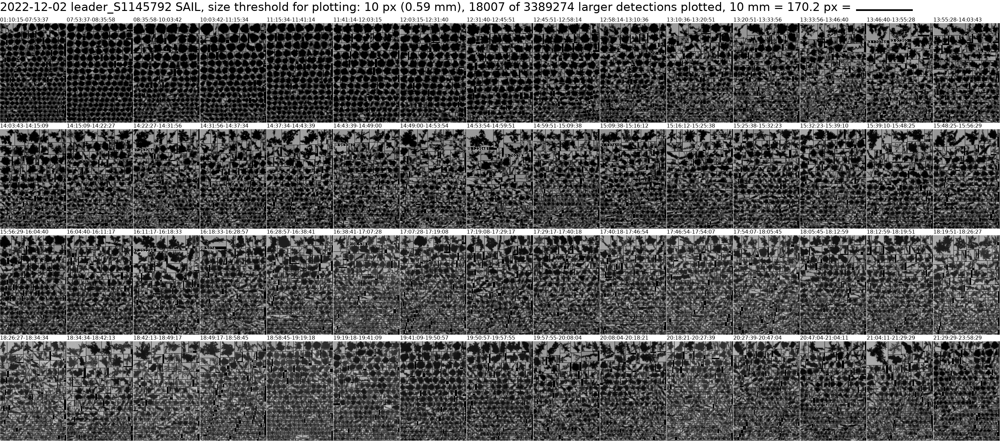 2022-12-02 leader_S1145792 SAIL, size threshold for plotting: 10 px (0.59 mm), 18007 of 3389274 larger detections plotted, 10 mm = 170.2 px =
01:10:15-07:53:37 07:53:37-08:35:58 08:35:58-10:03:42 10:03:42-11:15:34 11:15:34-11:41:14 11:41:14-12:03:15 12:03:15-12:31:40 12:31:40-12:45:51 12:45:51-12:58:14 12:58:14-13:10:36 13:10:36-13:20:51 13:20:51-13:33:56 13:33:56-13:46:40 13:46:40-13:55:28 13:55:28-14:03:43
93.170766 93.97390
14:03:43-14:15:09 14:15:09-14:22:27 14:22:27-14:31:56 14:31:56-14:37:34 14:37:34-14:43:39 14:43:39-14:49:00 14:49:00-14:53:54 14:53:54-14:59:51 14:59:51-15:09:38 15:09:38-15:16:12 15:16:12-15:25:38 15:25:38-15:32:23 15:32:23-15:39:10 15:39:10-15:48:25 15:48:25-15:56:29
87.263264 88.963367 89.1239481 89.760783 91.137410
15:56:29-16:04:40 16:04:40-16:11:17 16:11:17-16:18:33 16:18:33-16:28:57 16:28:57-16:38:41 16:38:41-17:07:28 17:07:28-17:19:08 17:19:08-17:29:17 17:29:17-17:40:18 17:40:18-17:46:54 17:46:54-17:54:07 17:54:07-18:05:45 18:05:45-18:12:59 18:12:59-18:19:51 18:19:51-18:26:27
97.252299 98.5074 100.538
18:26:27-18:34:34 18:34:34-18:42:13 18:42:13-18:49:17 18:49:17-18:58:45 18:58:45-19:19:18 19:19:18-19:41:09 19:41:09-19:50:57 19:50:57-19:57:55 19:57:55-20:08:04 20:08:04-20:18:21 20:18:21-20:27:39 20:27:39-20:47:04 20:47:04-21:04:11 21:04:11-21:29:29 21:29:29-23:58:29